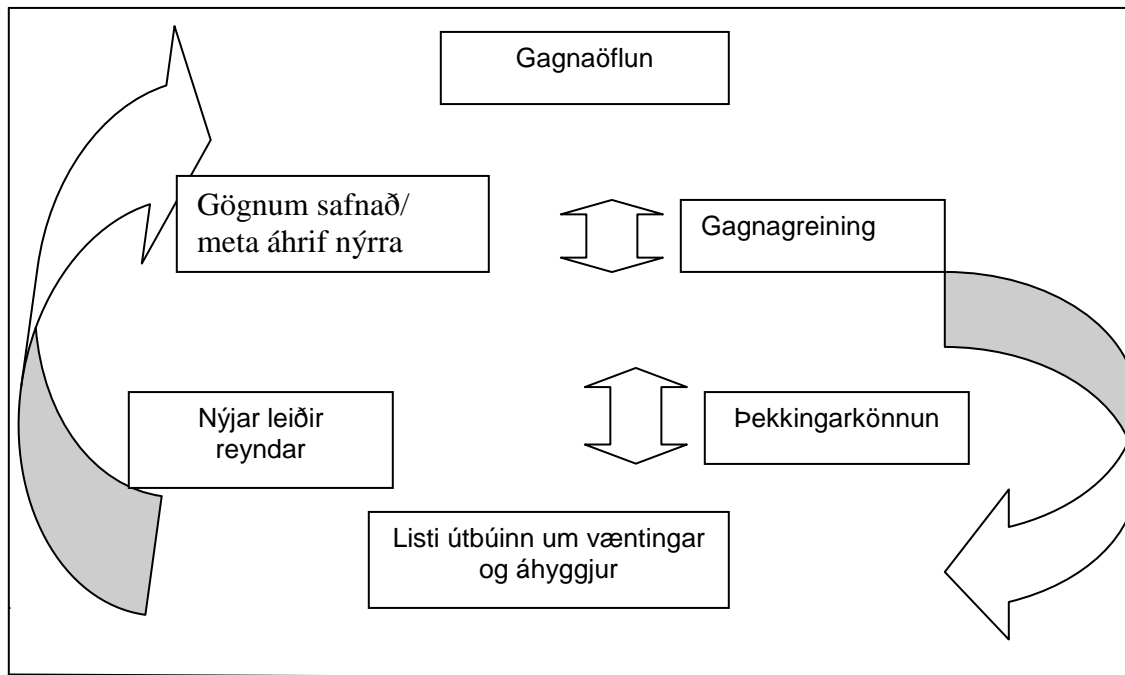 Gagnaöflun
Gögnum safnað/
meta áhrif nýrra
Gagnagreining
Nýjar leiðir
reyndar
Þekkingarkönnun
Listi útbúinn um væntingar
og áhyggjur